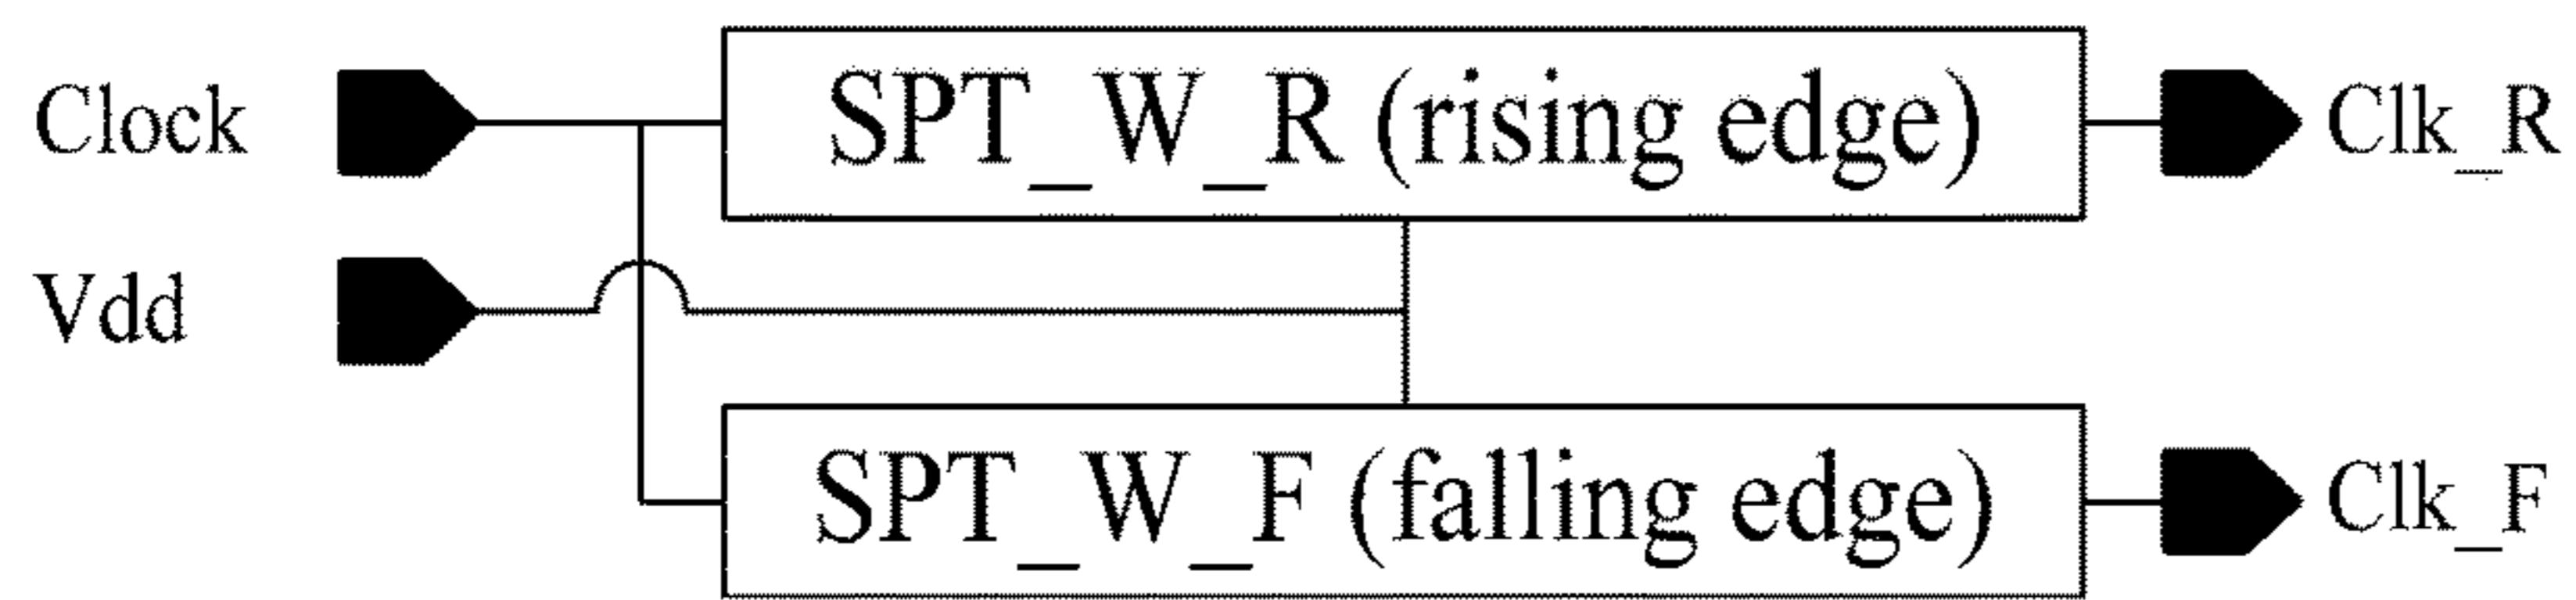 Clock
SPT_W_R (rising edge)
Clk_R
Vdd
SPT_W_F (falling edge)
Clk_F